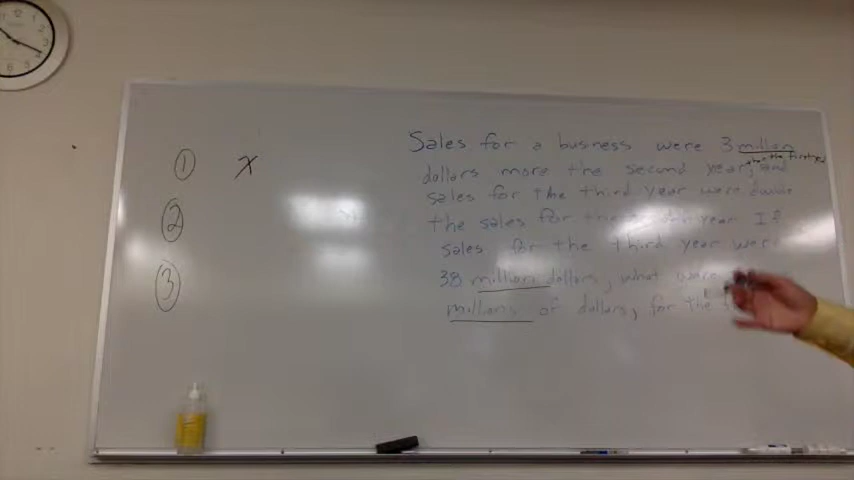 ① x
②
③
Sales for a business were 3 million
than the first year
dollars more the second year, and
sales for the third year were double
the sales for the year If
sales for the third year were
38 million dollars, what were
millions of dollars, for the